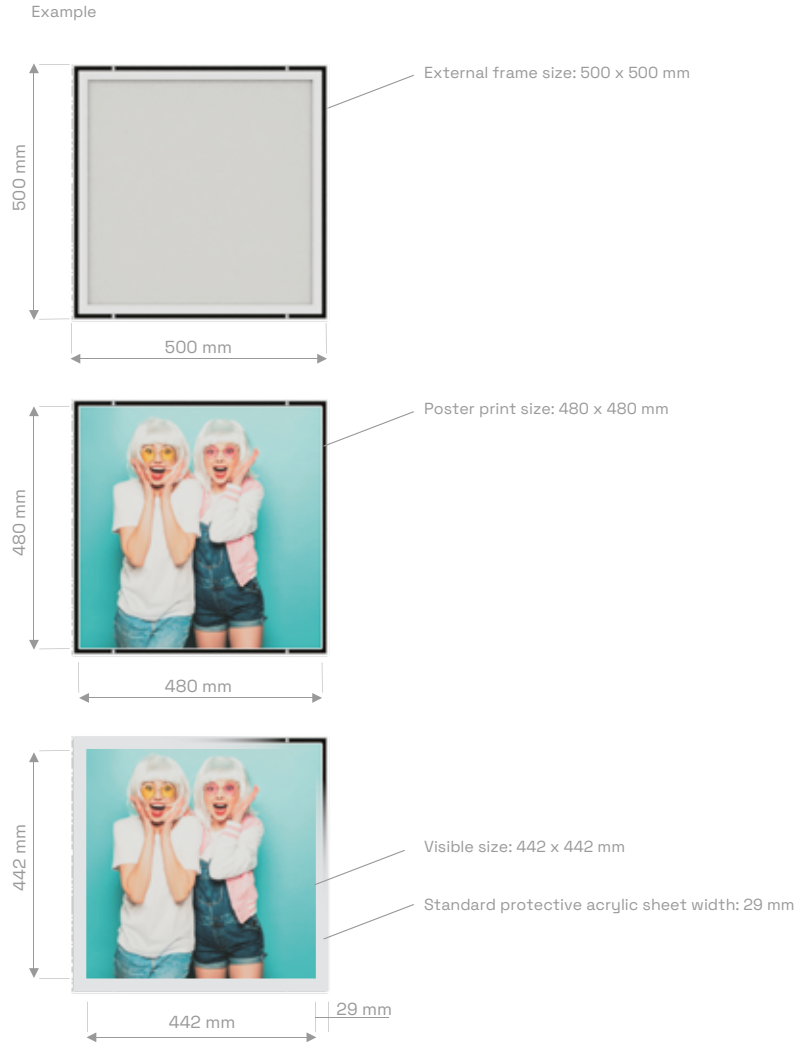 Example
External frame size: 500 x 500 mm
500 mm
500 mm
Poster print size: 480 x 480 mm
480 mm
480 mm
Visible size: 442 x 442 mm
442 mm
Standard protective acrylic sheet width: 29 mm
29 mm
442 mm